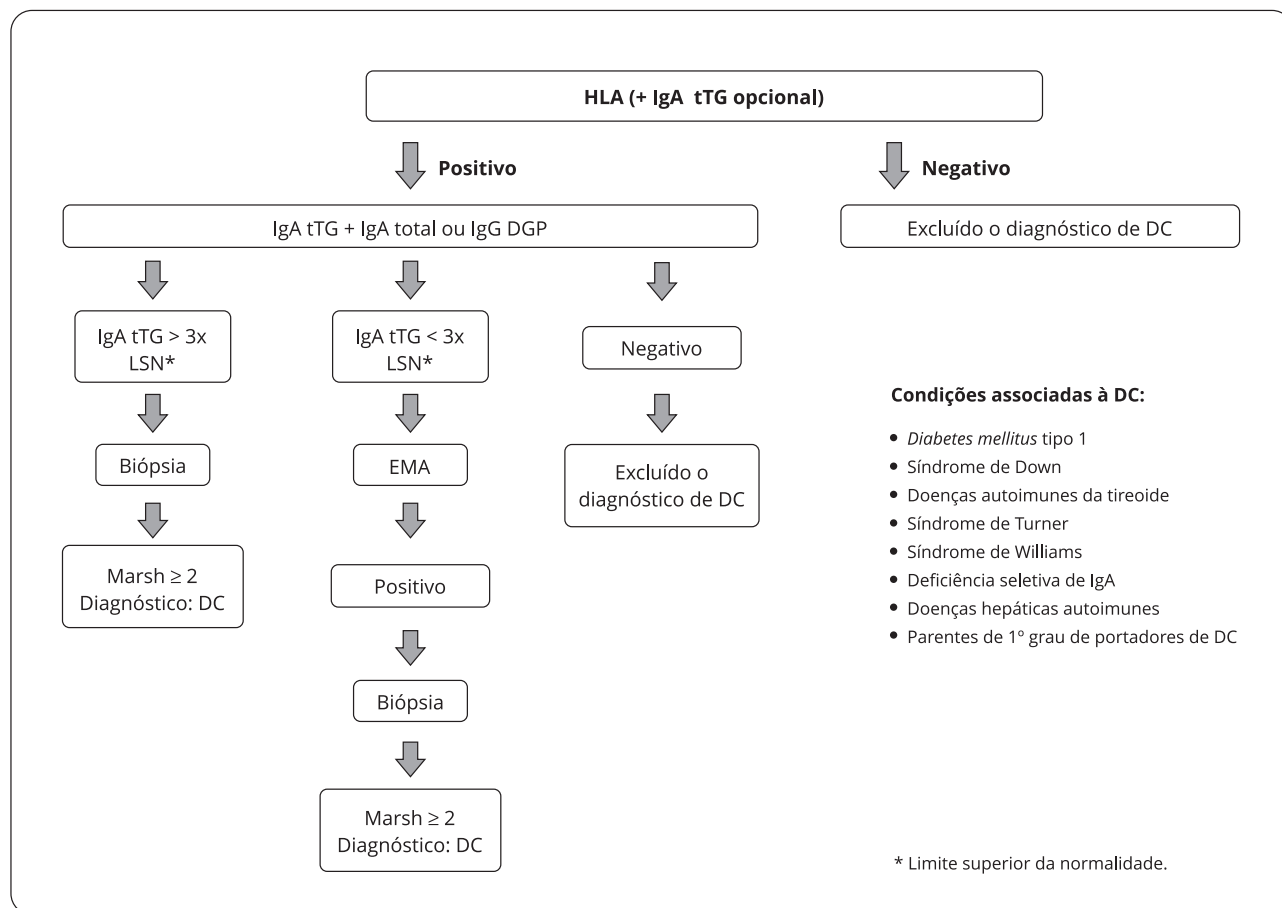 HLA (+ IgA tTG opcional)
Positivo
Negativo
IgA tTG + IgA total ou IgG DGP
Excluído o diagnóstico de DC
IgA tTG > 3x
LSN*
IgA tTG < 3x
LSN*
Negativo
Biópsia
EMA
Excluído o
diagnóstico de DC
Marsh ≥ 2
Diagnóstico: DC
Positivo
Biópsia
Marsh ≥ 2
Diagnóstico: DC
Condições associadas à DC:
• Diabetes mellitus tipo 1
• Síndrome de Down
• Doenças autoimunes da tireoide
• Síndrome de Turner
• Síndrome de Williams
• Deficiência seletiva de IgA
• Doenças hepáticas autoimunes
• Parentes de 1º grau de portadores de DC
* Limite superior da normalidade.